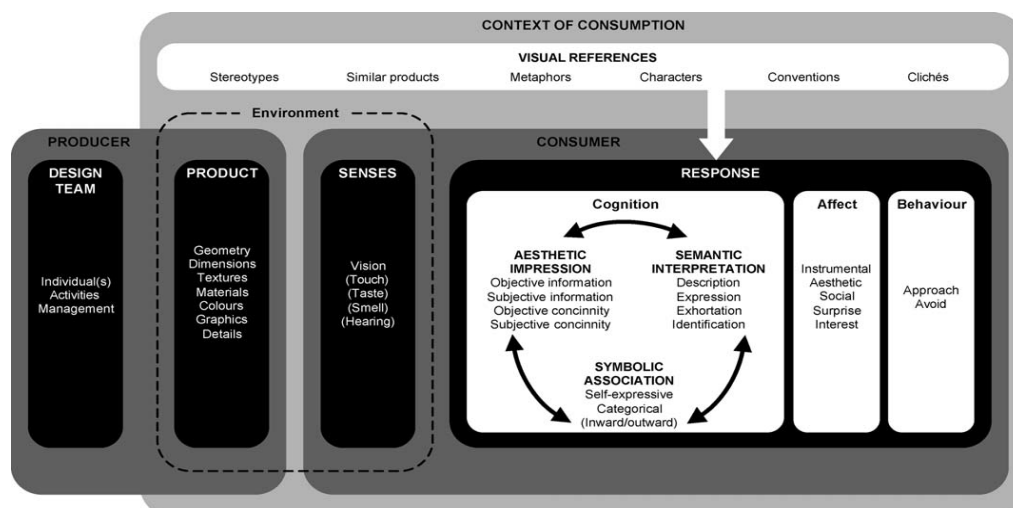 CONTEXT OF CONSUMPTION
VISUAL REFERENCES
Stereotypes Similar products Metaphors Characters Conventions Clichés
Environment
PRODUCER
CONSUMER
DESIGN
TEAM
Individual(s)
Activities
Management
PRODUCT
Geometry
Dimensions
Textures
Materials
Colours
Graphics
Details
SENSES
Vision
(Touch)
(Taste)
(Smell)
(Hearing)
RESPONSE
Cognition
AESTHETIC
IMPRESSION
Objective information
Subjective information
Objective concinnity
Subjective concinnity
SEMANTIC
INTERPRETATION
Description
Expression
Exhortation
Identification
SYMBOLIC
ASSOCIATION
Self-expressive
Categorical
(Inward/outward)
Affect
Instrumental
Aesthetic
Social
Surprise
Interest
Behaviour
Approach
Avoid